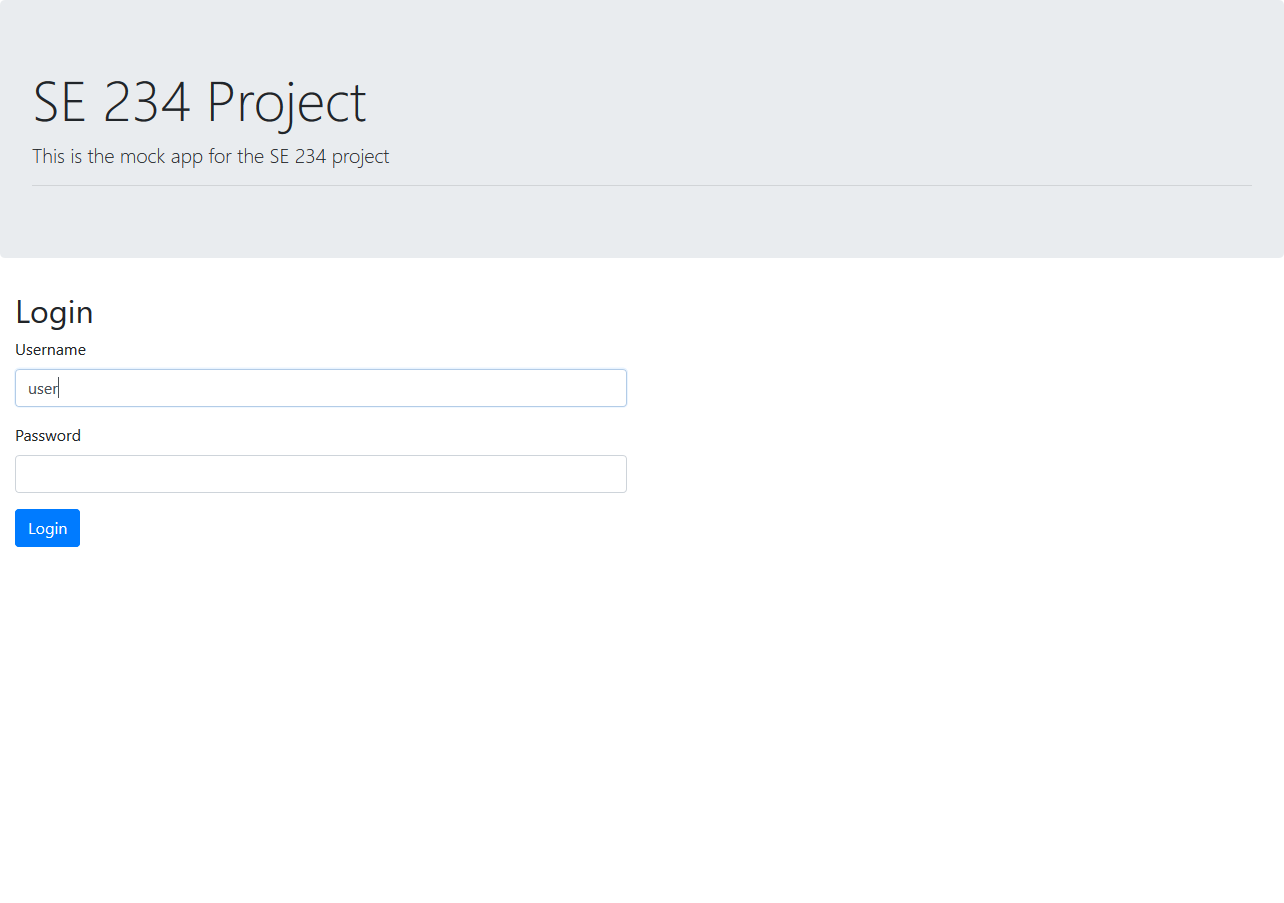 SE 234 Project
This is the mock app for the SE 234 project
Login
Username
user
Password
Login